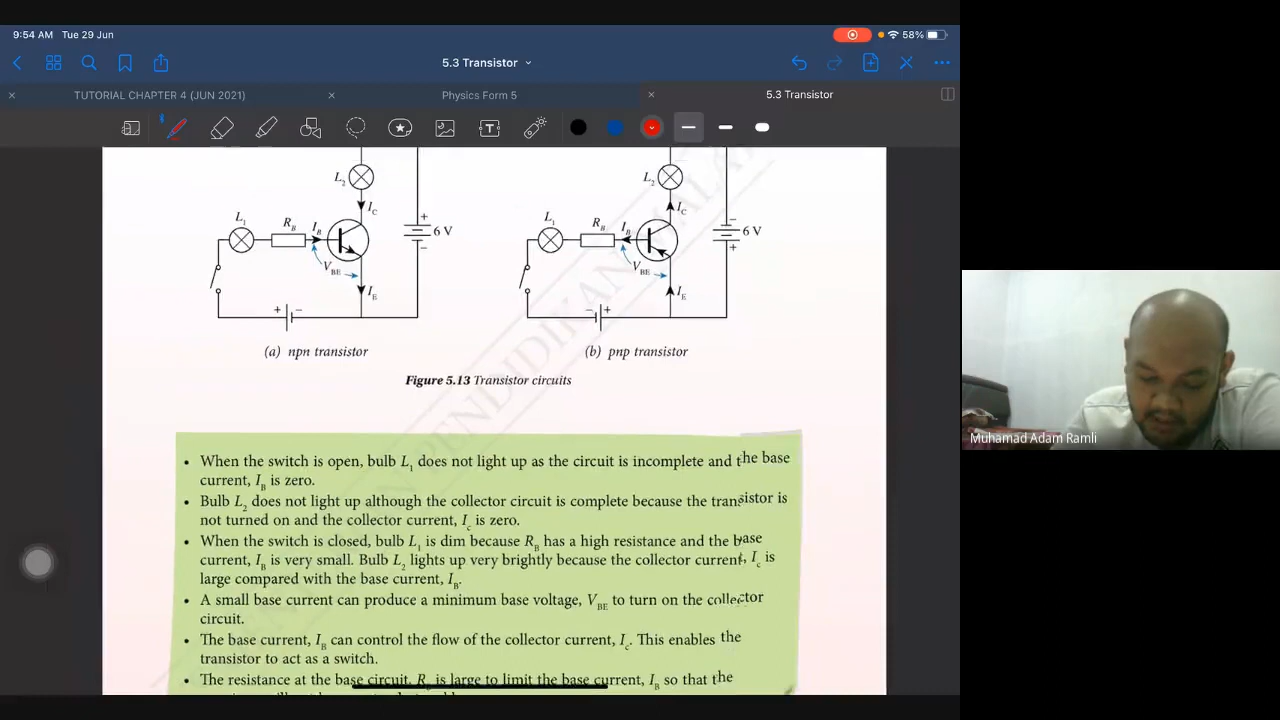 9:54 AM Tue 29 Jun
58%
5.3 Transistor
TUTORIAL CHAPTER 4 (JUN 2021)
Physics Form 5
5.3 Transistor
L2
IC
L1
RB
IB
+
6 V
−
VBE
IE
+ −
L2
IC
L1
RB
IB
−
6 V
+
VBE
IE
− +
(a) npn transistor
(b) pnp transistor
Figure 5.13 Transistor circuits
• When the switch is open, bulb L1 does not light up as the circuit is incomplete and the base
current, IB is zero.
• Bulb L2 does not light up although the collector circuit is complete because the transistor is
not turned on and the collector current, Ic is zero.
• When the switch is closed, bulb L1 is dim because RB has a high resistance and the base
current, IB is very small. Bulb L2 lights up very brightly because the collector current, Ic is
large compared with the base current, IB.
• A small base current can produce a minimum base voltage, VBE to turn on the collector
circuit.
• The base current, IB can control the flow of the collector current, Ic. This enables the
transistor to act as a switch.
• The resistance at the base circuit, RB is large to limit the base current, IB so that the
Muhamad Adam Ramli